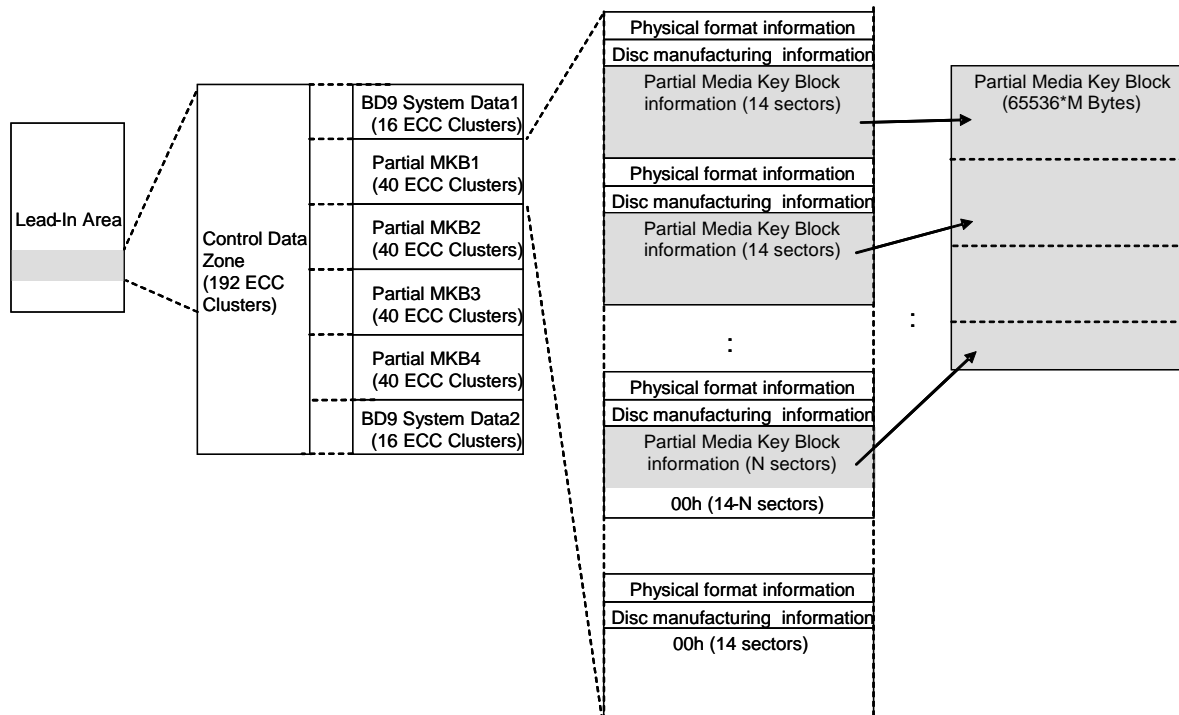 Lead-In Area
Control Data
Zone
(192 ECC
Clusters)
BD9 System Data1
(16 ECC Clusters)
Partial MKB1
(40 ECC Clusters)
Partial MKB2
(40 ECC Clusters)
Partial MKB3
(40 ECC Clusters)
Partial MKB4
(40 ECC Clusters)
BD9 System Data2
(16 ECC Clusters)
Physical format information
Disc manufacturing information
Partial Media Key Block
information (14 sectors)
Physical format information
Disc manufacturing information
Partial Media Key Block
information (14 sectors)
:
Physical format information
Disc manufacturing information
Partial Media Key Block
information (N sectors)
00h (14-N sectors)
Physical format information
Disc manufacturing information
00h (14 sectors)
Partial Media Key Block
(65536*M Bytes)
: